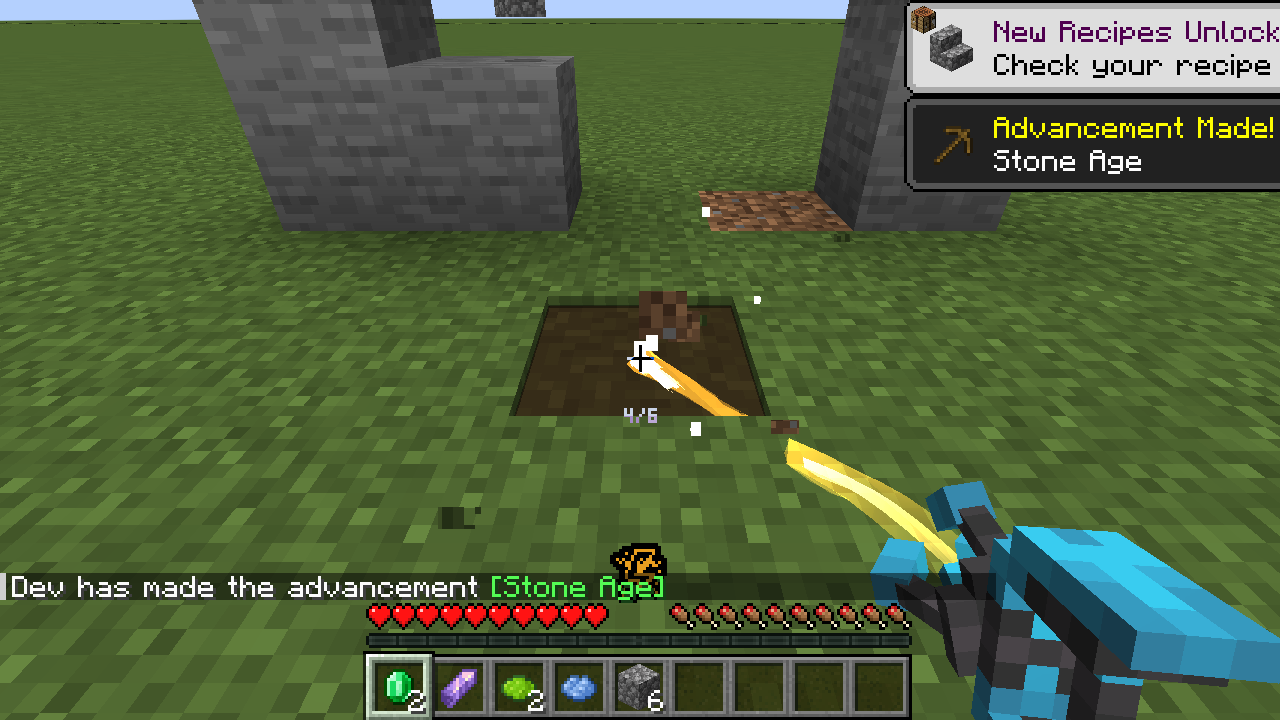 New Recipes Unlock
Check your recipe
Advancement Made!
Stone Age
4/6
Dev has made the advancement [Stone Age]
2
2
6